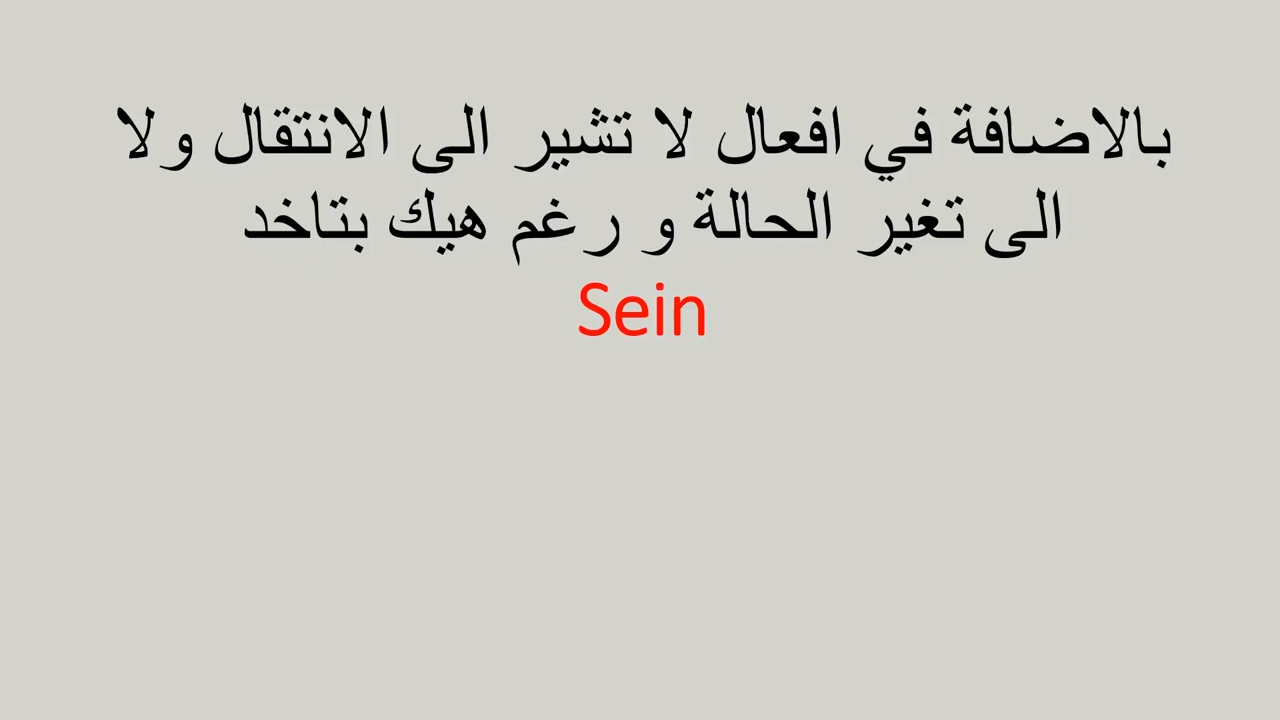 بالاضافة في افعال لا تشير الى الانتقال ولا
الى تغير الحالة و رغم هيك بتاخد
Sein